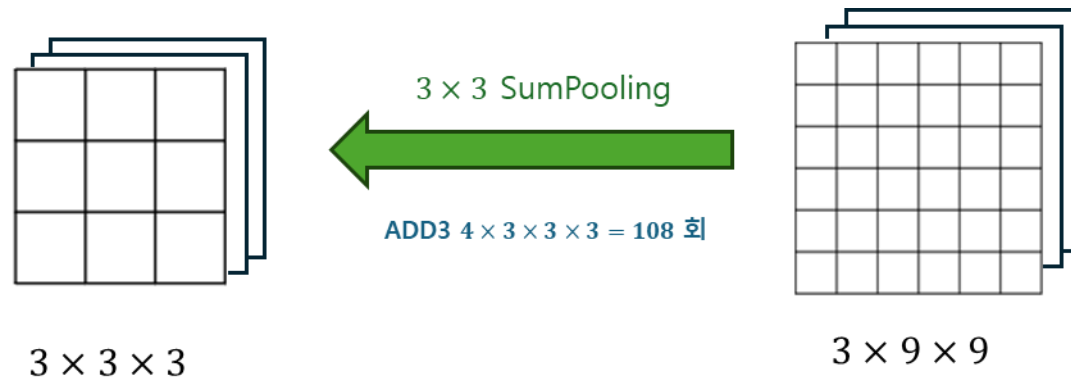 3 × 3 SumPooling
ADD3 4 × 3 × 3 × 3 = 108 회
3 × 3 × 3
3 × 9 × 9